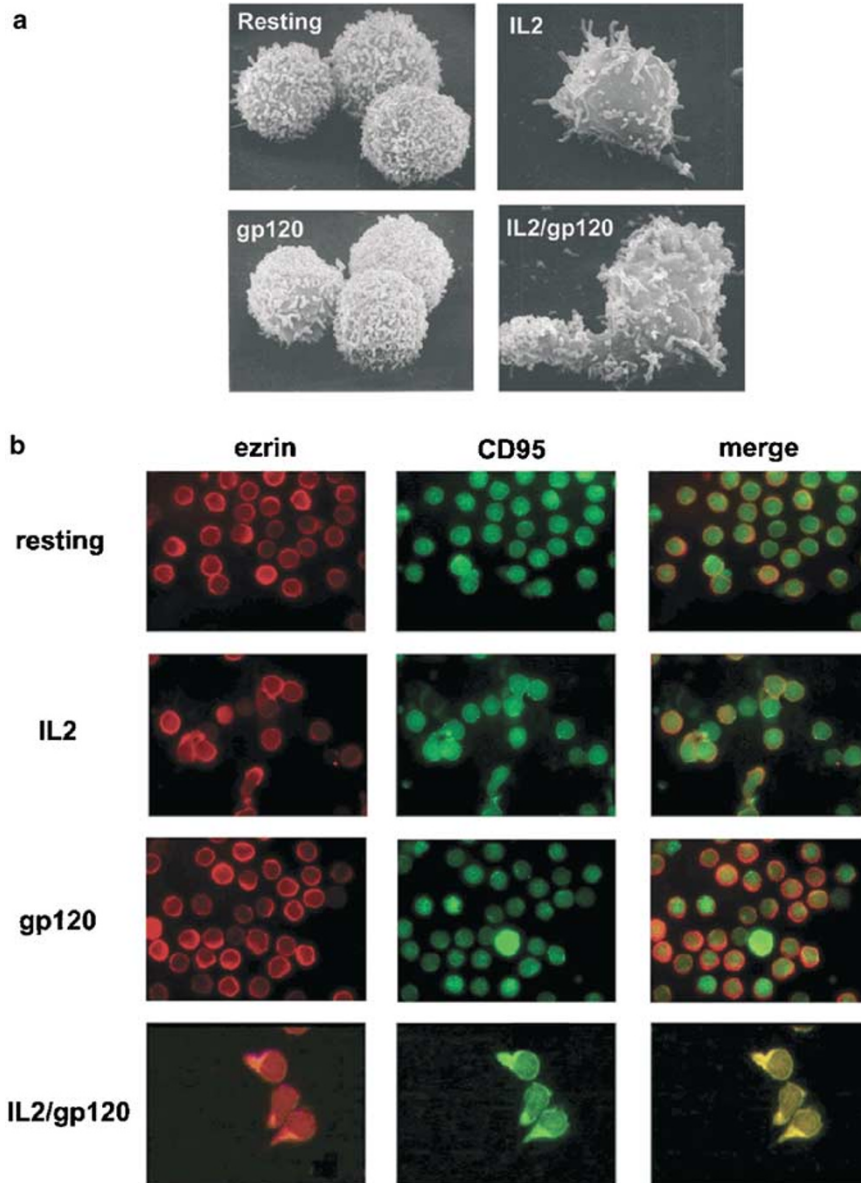 a
Resting IL2
gp120 IL2/gp120
b
ezrin CD95 merge
resting
IL2
gp120
IL2/gp120